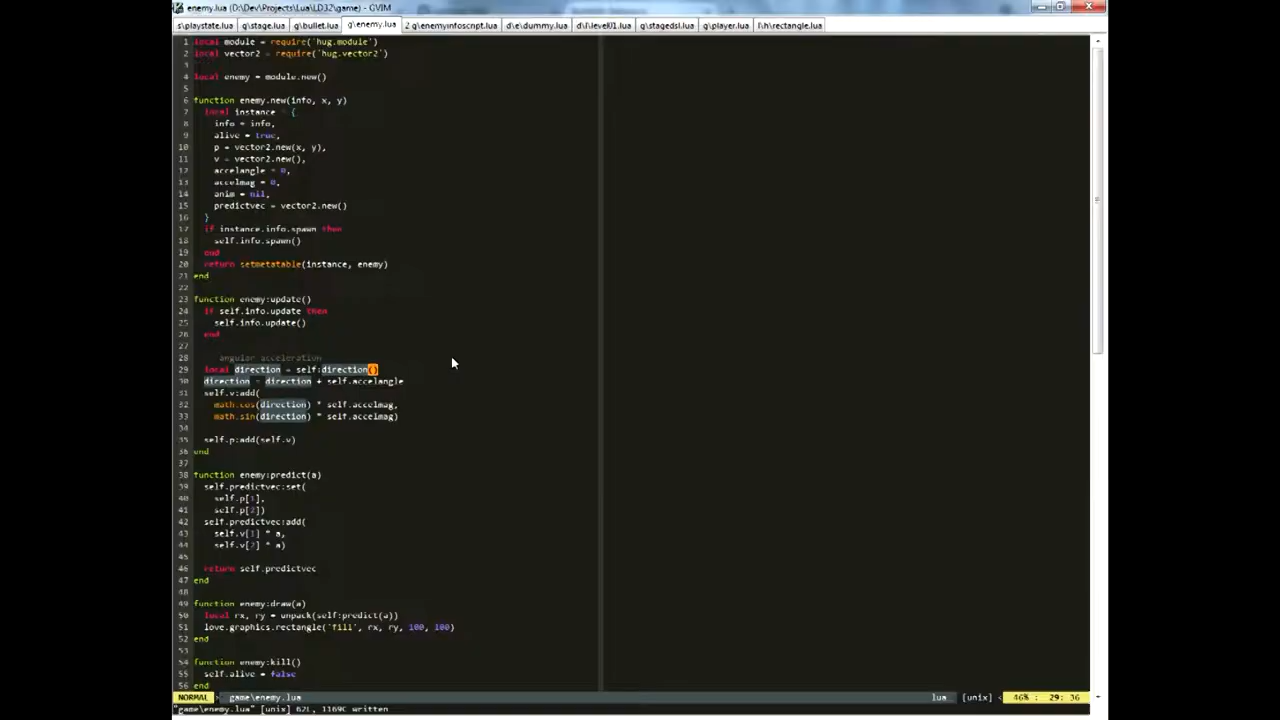 enemy.lua (D:\Dev\Projects\Lua\LD32\game) - GVIM
s\playstate.lua g\stage.lua g\bullet.lua g\enemy.lua 2 g\enemyinfoscript.lua d\e\dummy.lua d\l\level01.lua g\stagedsl.lua g\player.lua l\h\rectangle.lua
1 local module = require('hug.module')
2 local vector2 = require('hug.vector2')
3
4 local enemy = module.new()
5
6 function enemy.new(info, x, y)
7 local instance = {
8 info = info,
9 alive = true,
10 p = vector2.new(x, y),
11 v = vector2.new(),
12 accelangle = 0,
13 accelmag = 0,
14 anim = nil,
15 predictvec = vector2.new()
16 }
17 if instance.info.spawn then
18 self.info.spawn()
19 end
20 return setmetatable(instance, enemy)
21 end
22
23 function enemy:update()
24 if self.info.update then
25 self.info.update()
26 end
27
28 angular acceleration
29 local direction = self:direction()
30 direction = direction + self.accelangle
31 self.v:add(
32 math.cos(direction) * self.accelmag,
33 math.sin(direction) * self.accelmag)
34
35 self.p:add(self.v)
36 end
37
38 function enemy:predict(a)
39 self.predictvec:set(
40 self.p[1],
41 self.p[2])
42 self.predictvec:add(
43 self.v[1] * a,
44 self.v[2] * a)
45
46 return self.predictvec
47 end
48
49 function enemy:draw(a)
50 local rx, ry = unpack(self:predict(a))
51 love.graphics.rectangle('fill', rx, ry, 100, 100)
52 end
53
54 function enemy:kill()
55 self.alive = false
56 end
NORMAL game\enemy.lua lua [unix] 46% : 29: 36
"game\enemy.lua" [unix] 62L, 1169C written